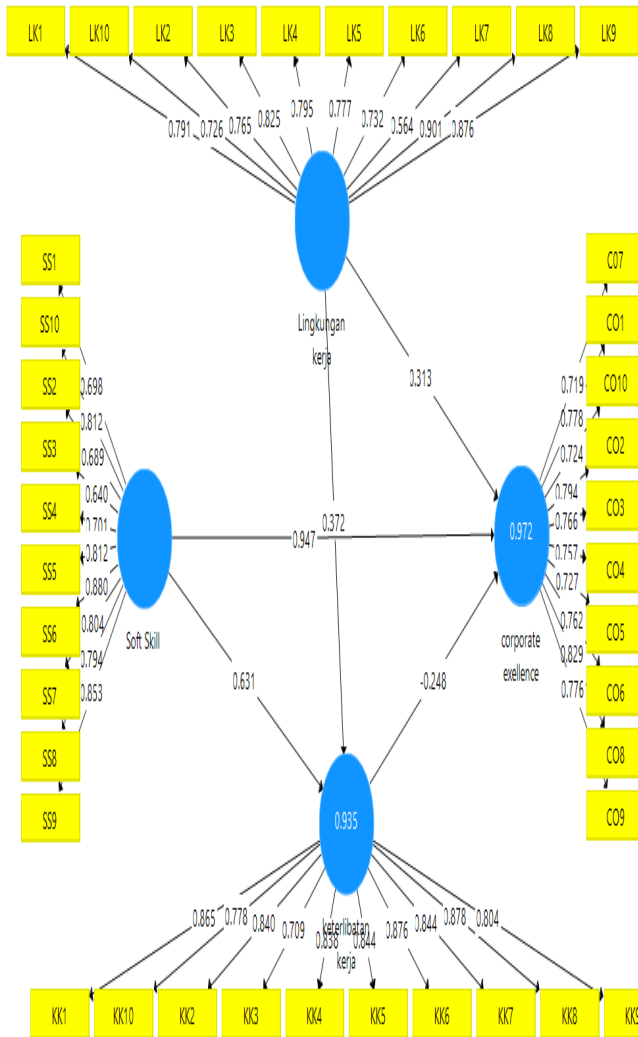 LK1 LK10 LK2 LK3 LK4 LK5 LK6 LK7 LK8 LK9
0.791 0.726 0.765 0.825 0.795 0.777 0.732 0.564 0.901 0.876
Lingkungan
kerja
SS1
SS10
SS2
SS3
SS4
SS5
SS6
SS7
SS8
SS9
0.698
0.812
0.689
0.640
0.701
0.812
0.880
0.804
0.794
0.853
Soft Skill
0.313
0.372
0.947
0.631
-0.248
C07
CO1
CO10
CO2
CO3
CO4
CO5
CO6
CO8
CO9
0.719
0.778
0.724
0.794
0.766
0.757
0.727
0.762
0.829
0.776
0.972
corporate
exellence
0.935
keterlibatan
kerja
0.865 0.778 0.840 0.709 0.838 0.844 0.876 0.844 0.878 0.804
KK1 KK10 KK2 KK3 KK4 KK5 KK6 KK7 KK8 KK9